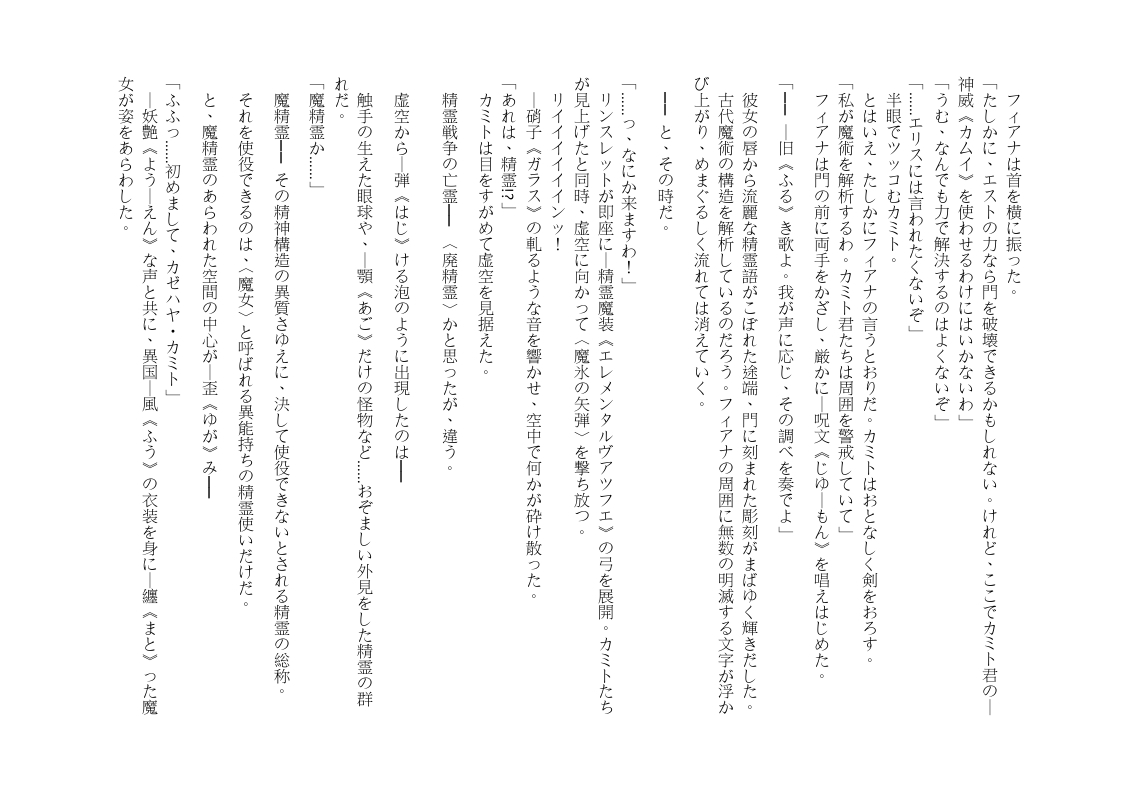 フィアナは首を横に振った。
「たしかに、エストの力なら門を破壊できるかもしれない。けれど、ここでカミト君の―
神威《カムイ》を使わせるわけにはいかないわ」
「うむ、なんでも力で解決するのはよくないぞ」
「……エリスには言われたくないぞ」
半眼でツッコむカミト。
とはいえ、たしかにフィアナの言うとおりだ。カミトはおとなしく剣をおろす。
「私が魔術を解析するわ。カミト君たちは周囲を警戒していて」
フィアナは門の前に両手をかざし、厳かに―呪文《じゆ―もん》を唱えはじめた。
「━━ ―旧《ふる》き歌よ。我が声に応じ、その調べを奏でよ」
彼女の唇から流麗な精霊語がこぼれた途端、門に刻まれた彫刻がまばゆく輝きだした。
古代魔術の構造を解析しているのだろう。フィアナの周囲に無数の明滅する文字が浮か
び上がり、めまぐるしく流れては消えていく。
━━ と、その時だ。
「……っ、なにか来ますわ！」
リンスレットが即座に―精霊魔装《エレメンタルヴアツフエ》の弓を展開。カミトたち
が見上げたと同時、虚空に向かって〈魔氷の矢弾〉を撃ち放つ。
リイイイイイインッ！
―硝子《ガラス》の軋るような音を響かせ、空中で何かが砕け散った。
「あれは、精霊!?」
カミトは目をすがめて虚空を見据えた。
精霊戦争の亡霊━━ 〈廃精霊〉かと思ったが、違う。
虚空から―弾《はじ》ける泡のように出現したのは━━
触手の生えた眼球や、―顎《あご》だけの怪物など……おぞましい外見をした精霊の群
れだ。
「魔精霊か……」
魔精霊━━ その精神構造の異質さゆえに、決して使役できないとされる精霊の総称。
それを使役できるのは、〈魔女〉と呼ばれる異能持ちの精霊使いだけだ。
と、魔精霊のあらわれた空間の中心が―歪《ゆが》み━━
「ふふっ……初めまして、カゼハヤ・カミト」
―妖艶《よう―えん》な声と共に、異国―風《ふう》の衣装を身に―纏《まと》った魔
女が姿をあらわした。